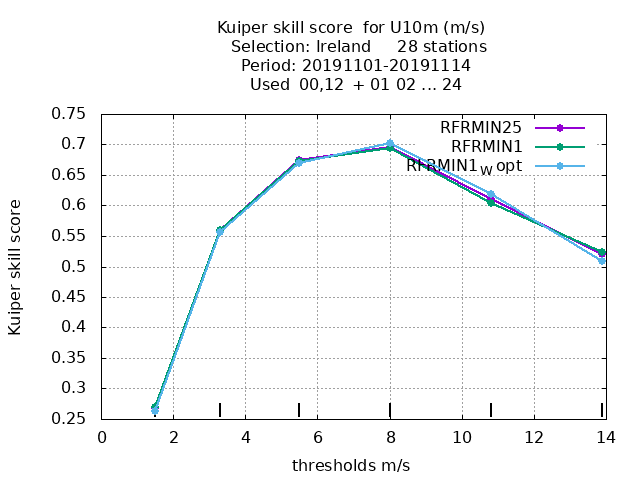 Kuiper skill score  for U10m (m/s)
Selection: Ireland     28 stations
Period: 20191101-20191114
Used  00,12  + 01 02 ... 24
0.75
0.7
0.65
0.6
0.55
0.5
0.45
0.4
0.35
0.3
0.25
Kuiper skill score
RFRMIN25
RFRMIN1
RFRMIN1W opt
0 2 4 6 8 10 12 14
thresholds m/s